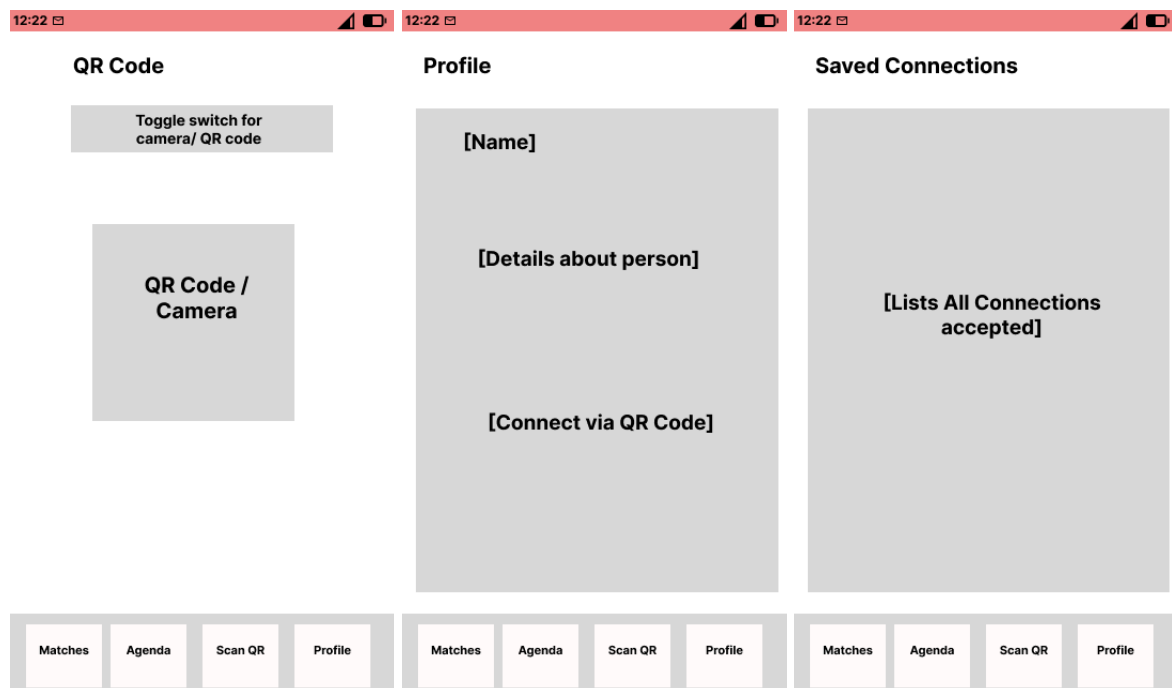 12:22
QR Code
Toggle switch for
camera/ QR code
QR Code /
Camera
Matches
Agenda
Scan QR
Profile
12:22
Profile
[Name]
[Details about person]
[Connect via QR Code]
Matches
Agenda
Scan QR
Profile
12:22
Saved Connections
[Lists All Connections
accepted]
Matches
Agenda
Scan QR
Profile